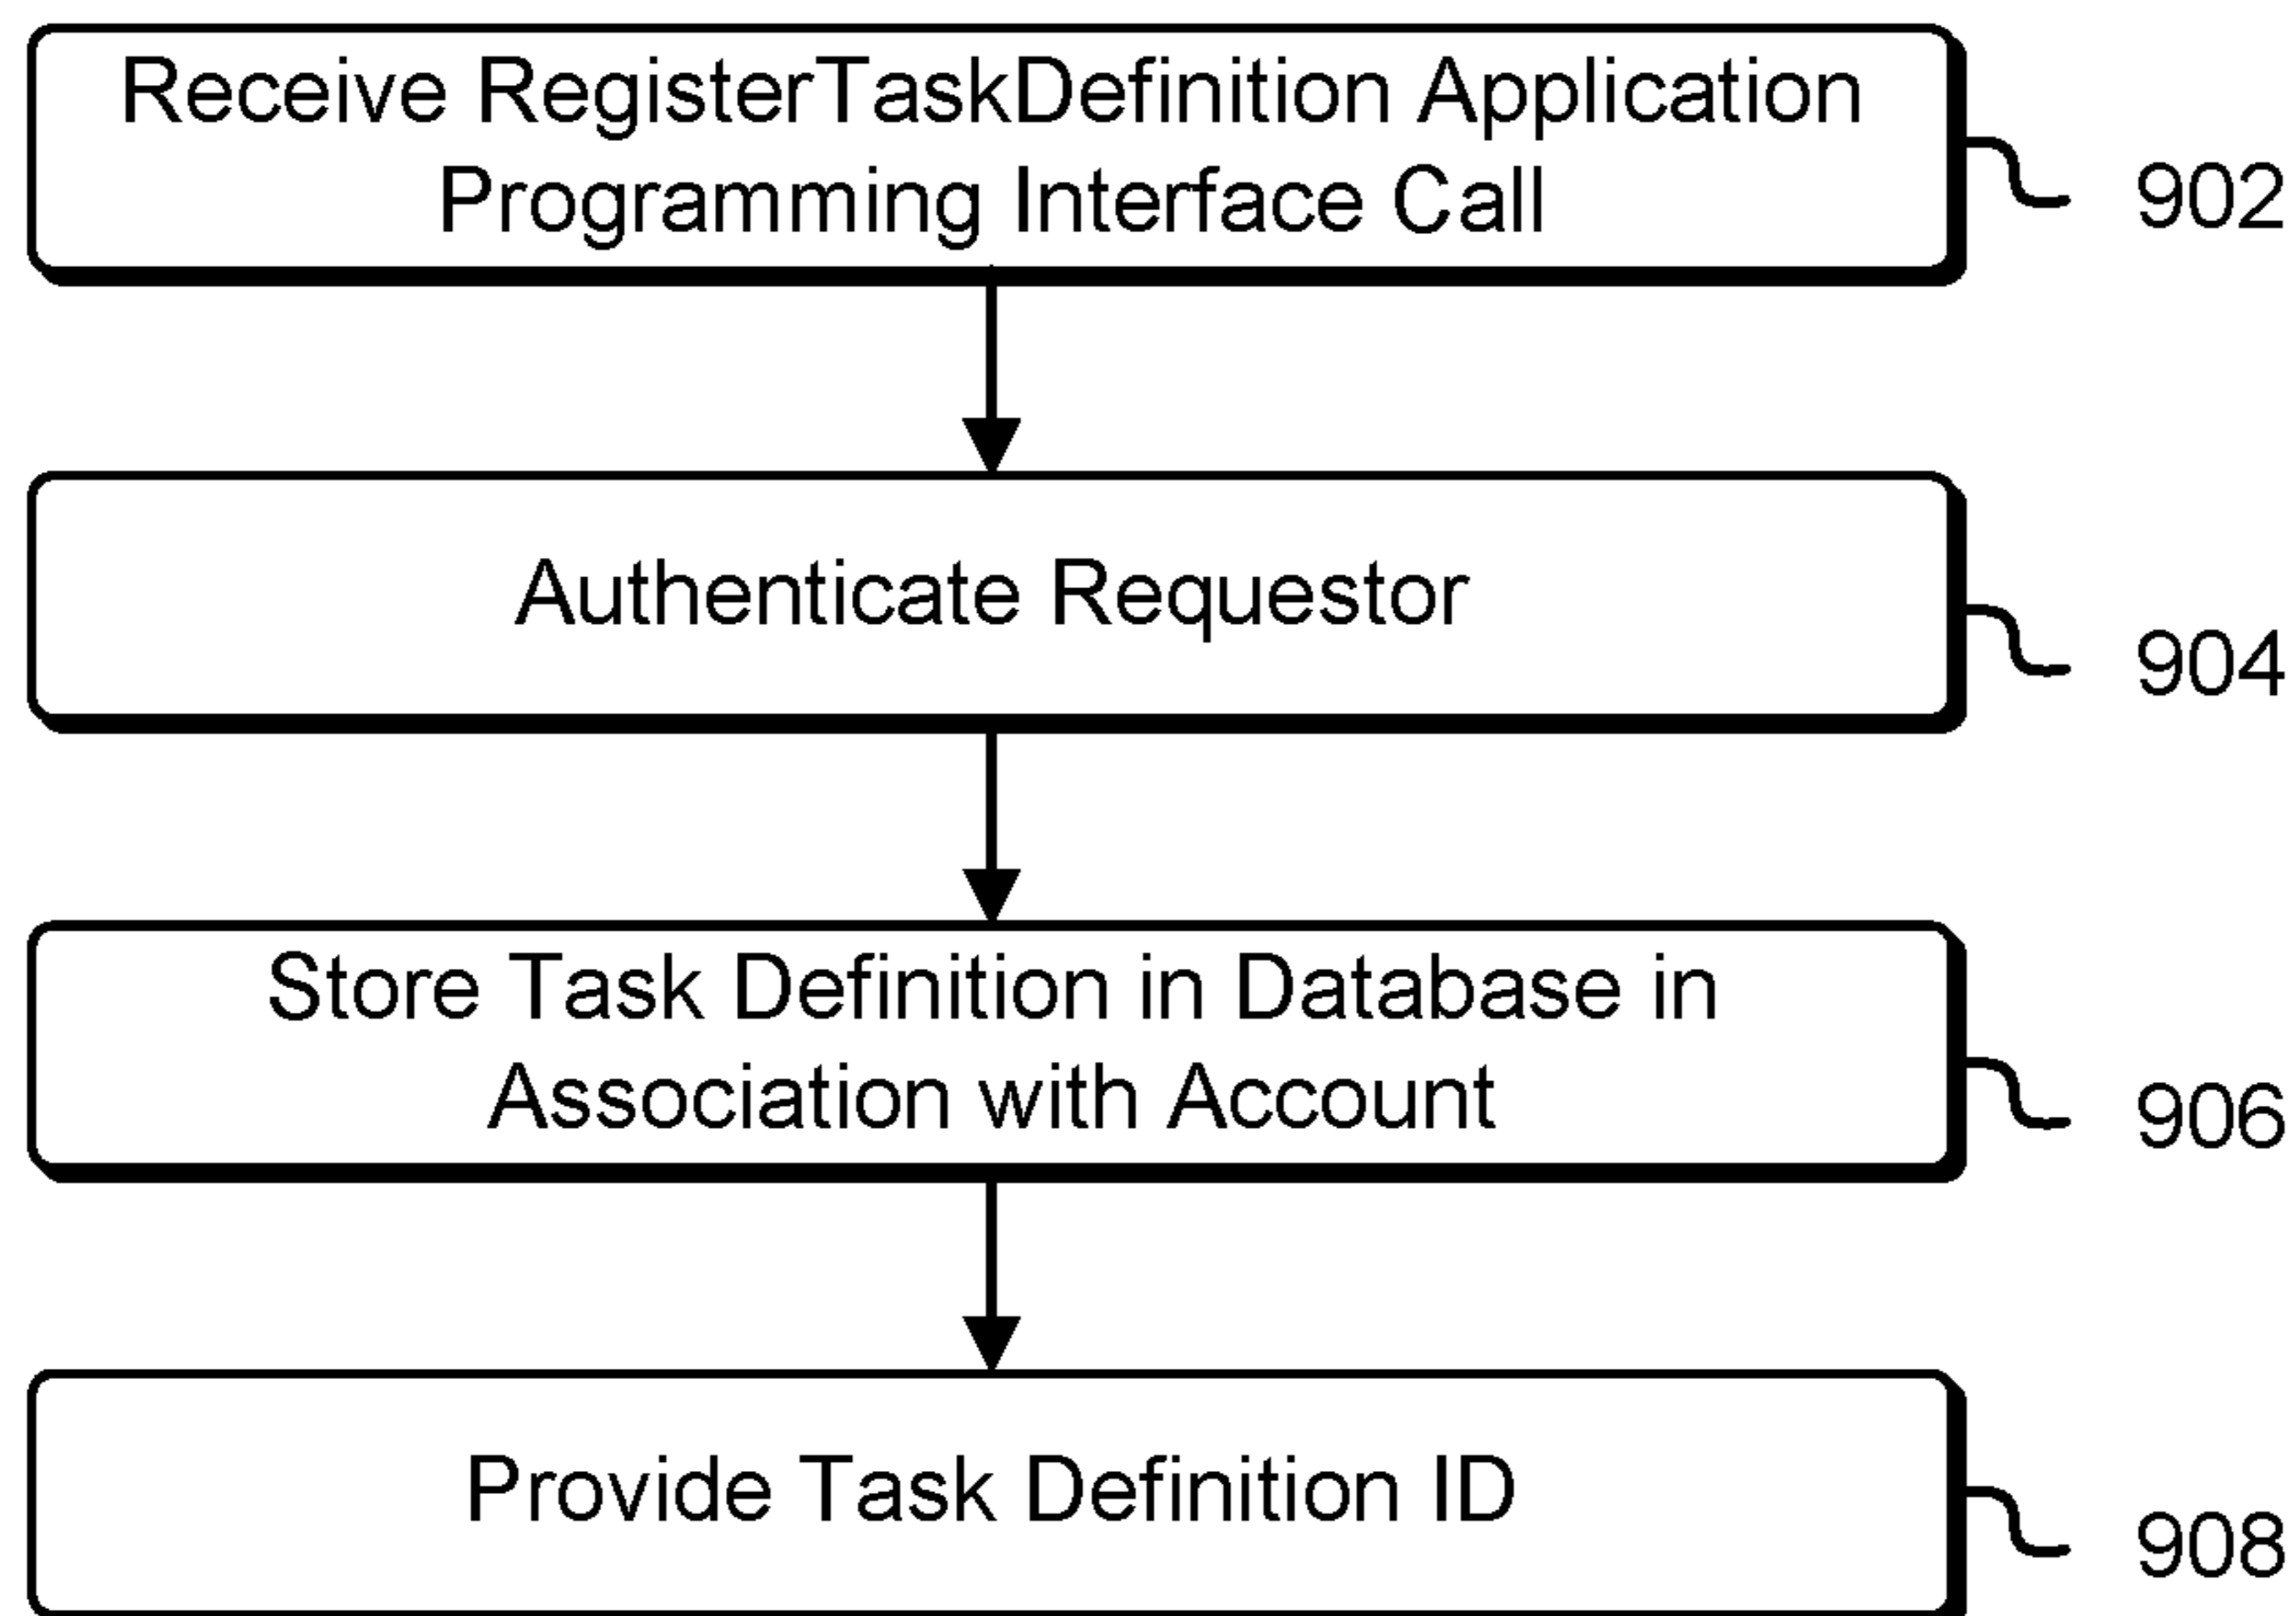 Receive RegisterTaskDefinition Application
Programming Interface Call
902
Authenticate Requestor
904
Store Task Definition in Database in
Association with Account
906
Provide Task Definition ID
908